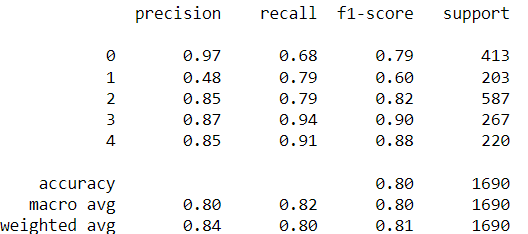 precision recall f1-score support
0 0.97 0.68 0.79 413
1 0.48 0.79 0.60 203
2 0.85 0.79 0.82 587
3 0.87 0.94 0.90 267
4 0.85 0.91 0.88 220
accuracy 0.80 1690
macro avg 0.80 0.82 0.80 1690
weighted avg 0.84 0.80 0.81 1690